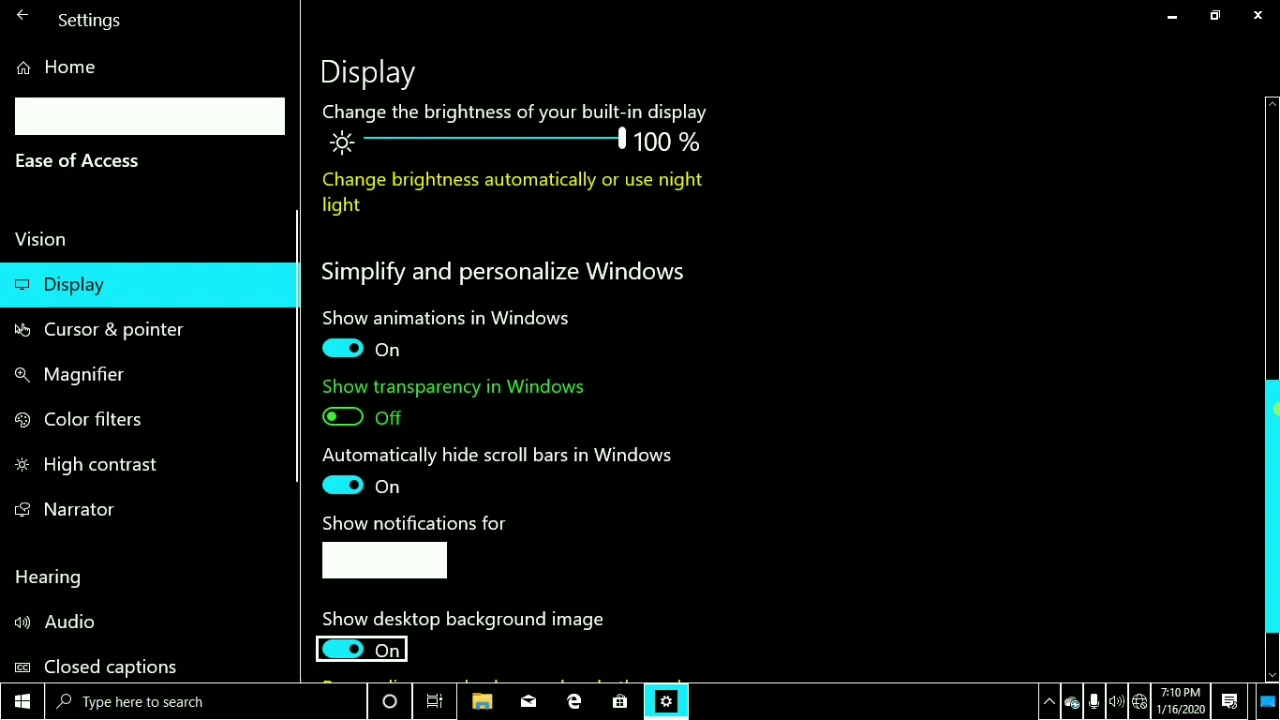 Settings
Home
Ease of Access
Vision
Display
Cursor & pointer
Magnifier
Color filters
High contrast
Narrator
Hearing
Audio
Closed captions
Display
Change the brightness of your built-in display
100 %
Change brightness automatically or use night
light
Simplify and personalize Windows
Show animations in Windows
On
Show transparency in Windows
Off
Automatically hide scroll bars in Windows
On
Show notifications for
Show desktop background image
On
Type here to search
7:10 PM
1/16/2020